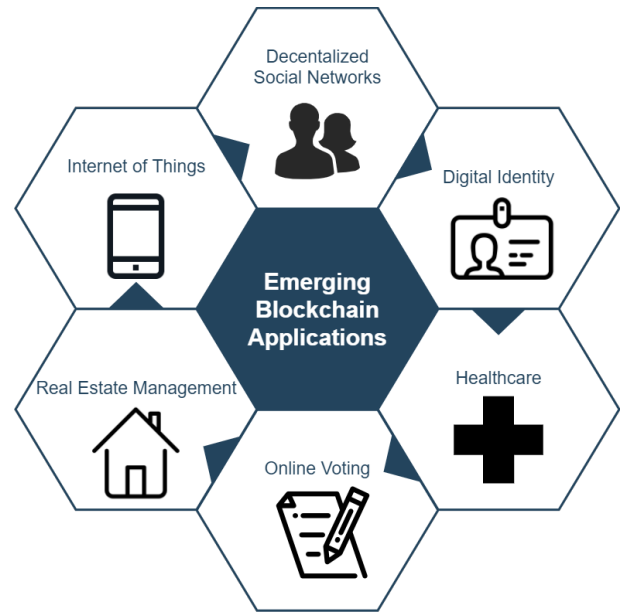 Decentalized
Social Networks
Internet of Things
Digital Identity
Emerging
Blockchain
Applications
Real Estate Management
Healthcare
Online Voting